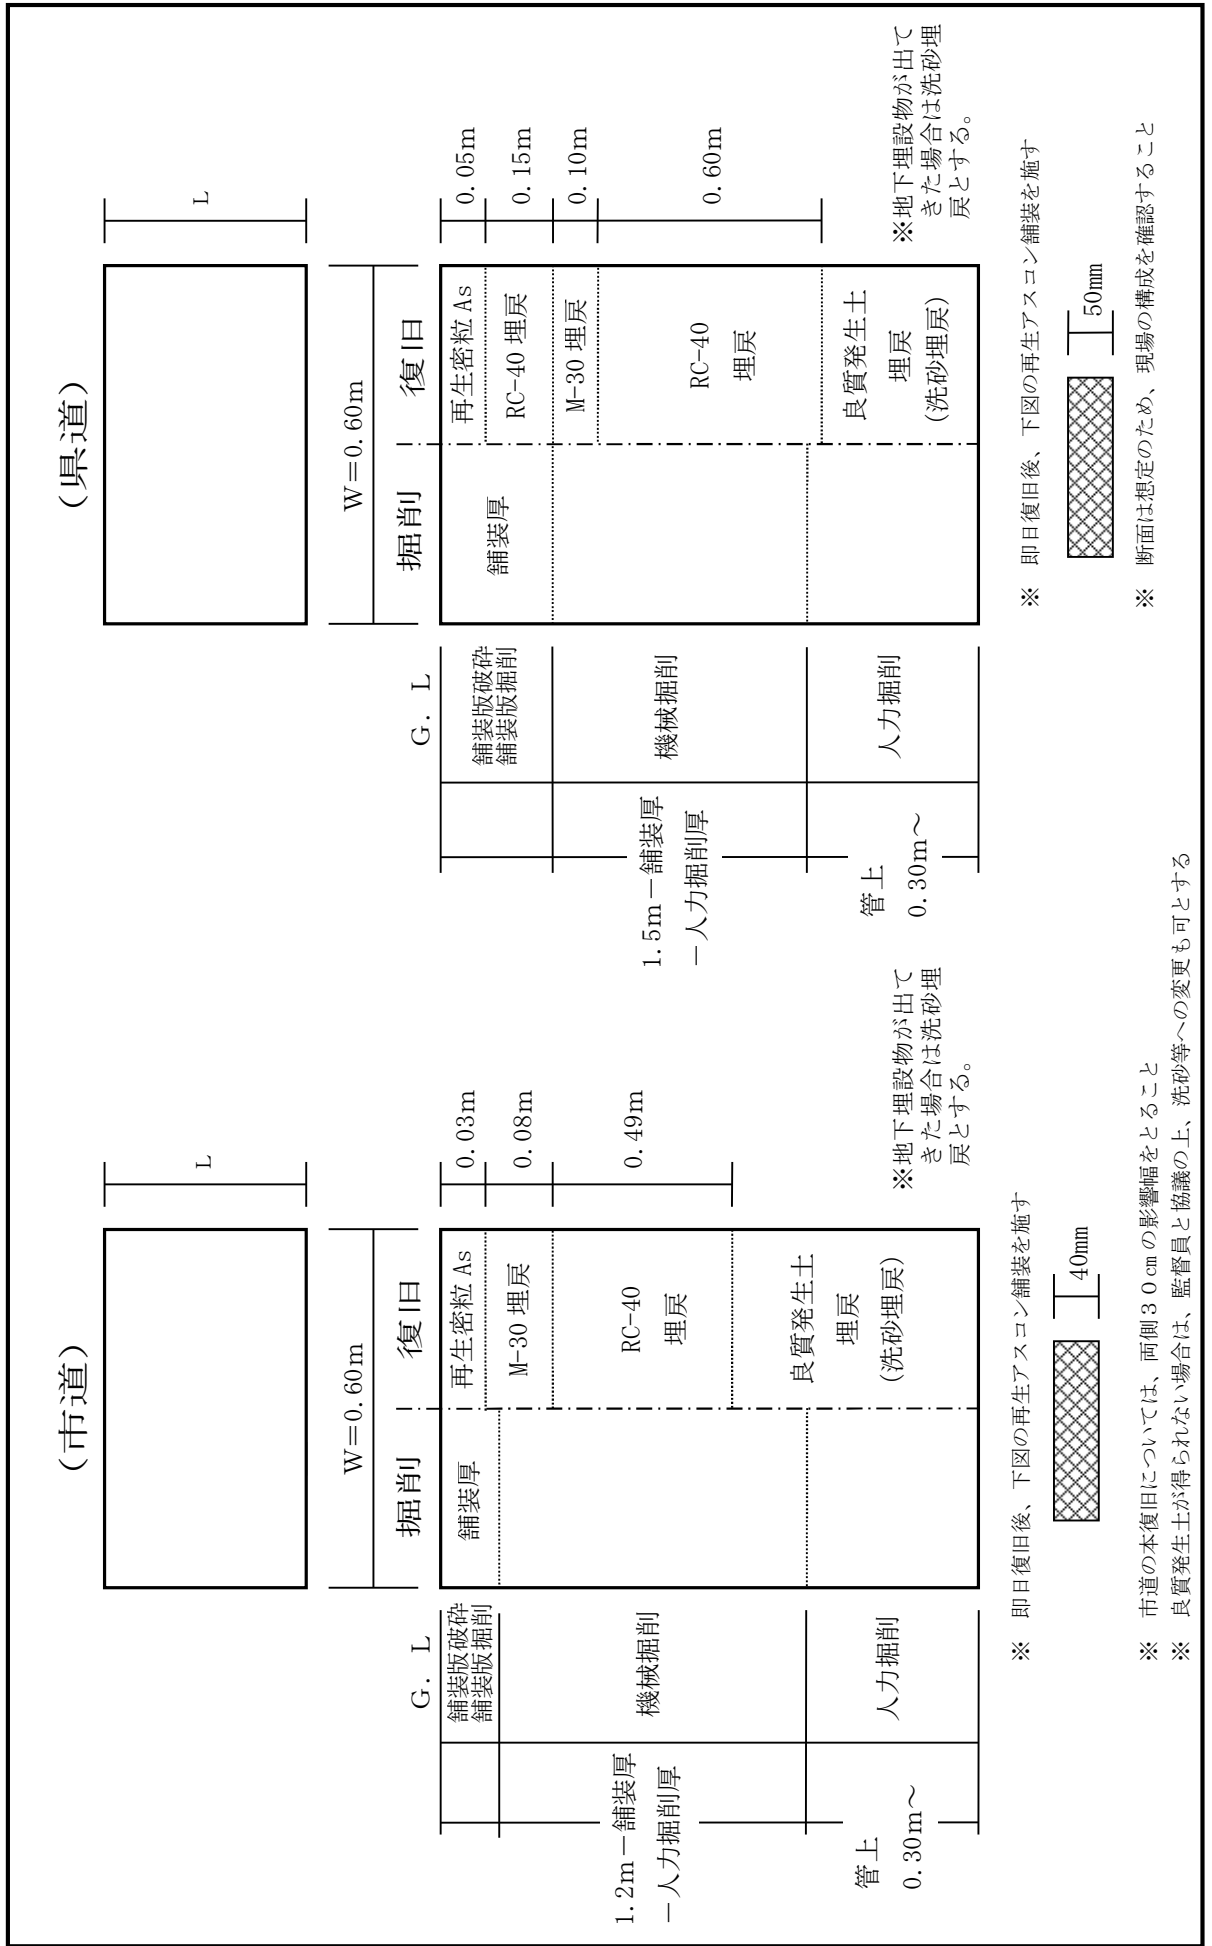 (市道)
L
W＝0.60m
掘削
復旧
G. L
舗装版破砕
舗装版掘削
舗装厚
再生密粒 As
0.03m
M-30 埋戻
0.08m
機械掘削
1.2m－舗装厚
－人力掘削厚
RC-40
埋戻
0.49m
人力掘削
管上
0.30m～
良質発生土
埋戻
(洗砂埋戻)
※地下埋設物が出て
きた場合は洗砂埋
戻とする。
※ 即日復旧後、下図の再生アスコン舗装を施す
40mm
※ 市道の本復旧については、両側３０cmの影響幅をとること
※ 良質発生土が得られない場合は、監督員と協議の上、洗砂等への変更も可とする
(県道)
L
W＝0.60m
掘削
復旧
G. L
舗装版破砕
舗装版掘削
舗装厚
再生密粒 As
0.05m
RC-40 埋戻
0.15m
M-30 埋戻
0.10m
機械掘削
1.5m－舗装厚
－人力掘削厚
RC-40
埋戻
0.60m
人力掘削
管上
0.30m～
良質発生土
埋戻
(洗砂埋戻)
※地下埋設物が出て
きた場合は洗砂埋
戻とする。
※ 即日復旧後、下図の再生アスコン舗装を施す
50mm
※ 断面は想定のため、現場の構成を確認すること